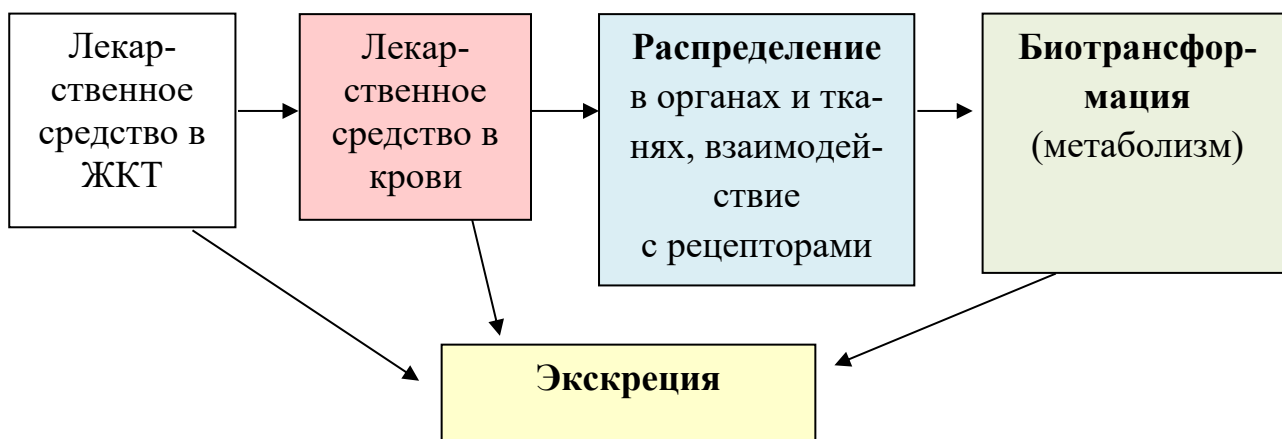 Лекар-
ственное
средство в
ЖКТ
Лекар-
ственное
средство в
крови
Распределение
в органах и тка-
нях, взаимодей-
ствие
с рецепторами
Биотрансфор-
мация
(метаболизм)
Экскреция